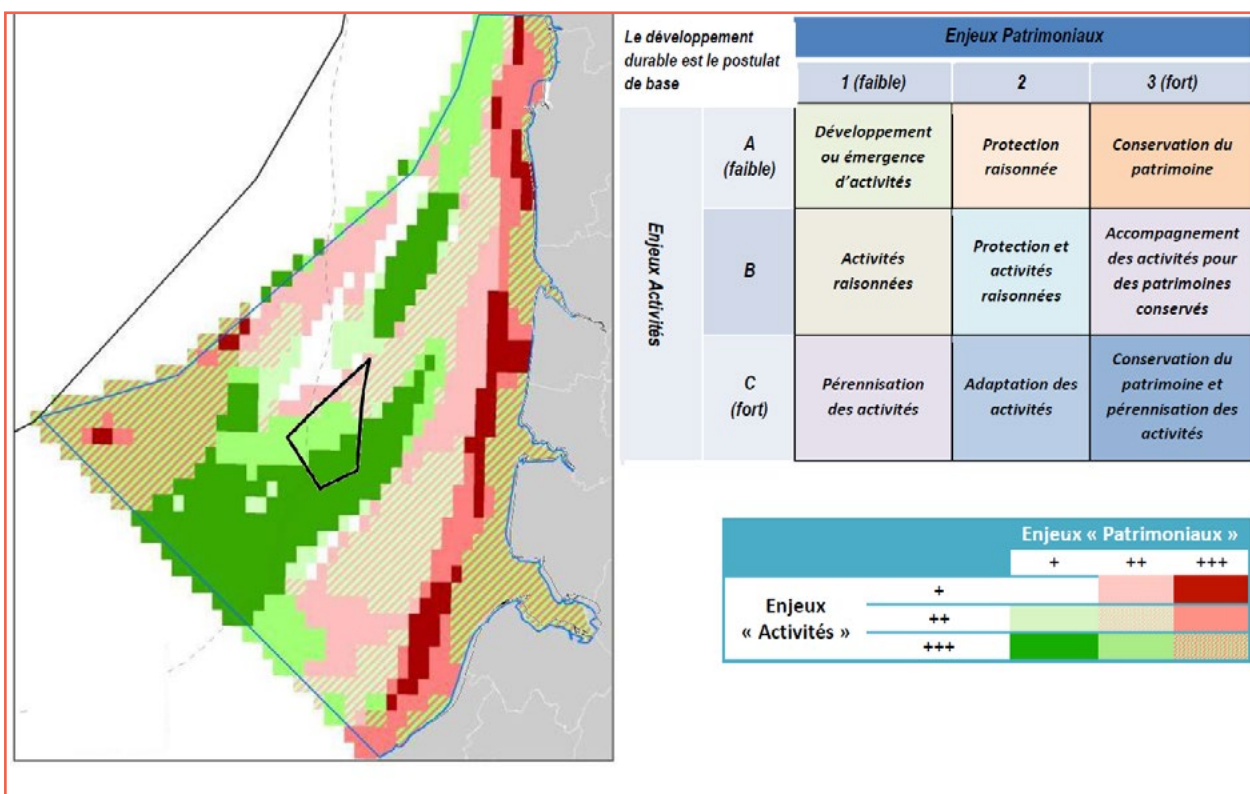 Le développement
durable est le postulat
de base
Enjeux Patrimoniaux
1 (faible)
2
3 (fort)
Enjeux Activités
A
(faible)
Développement
ou émergence
d'activités
Protection
raisonnée
Conservation du
patrimoine
B
Activités
raisonnées
Protection et
activités
raisonnées
Accompagnement
des activités pour
des patrimoines
conservés
C
(fort)
Pérennisation
des activités
Adaptation des
activités
Conservation du
patrimoine et
pérennisation des
activités
Enjeux « Patrimoniaux »
+
++
+++
Enjeux
« Activités »
+
++
+++